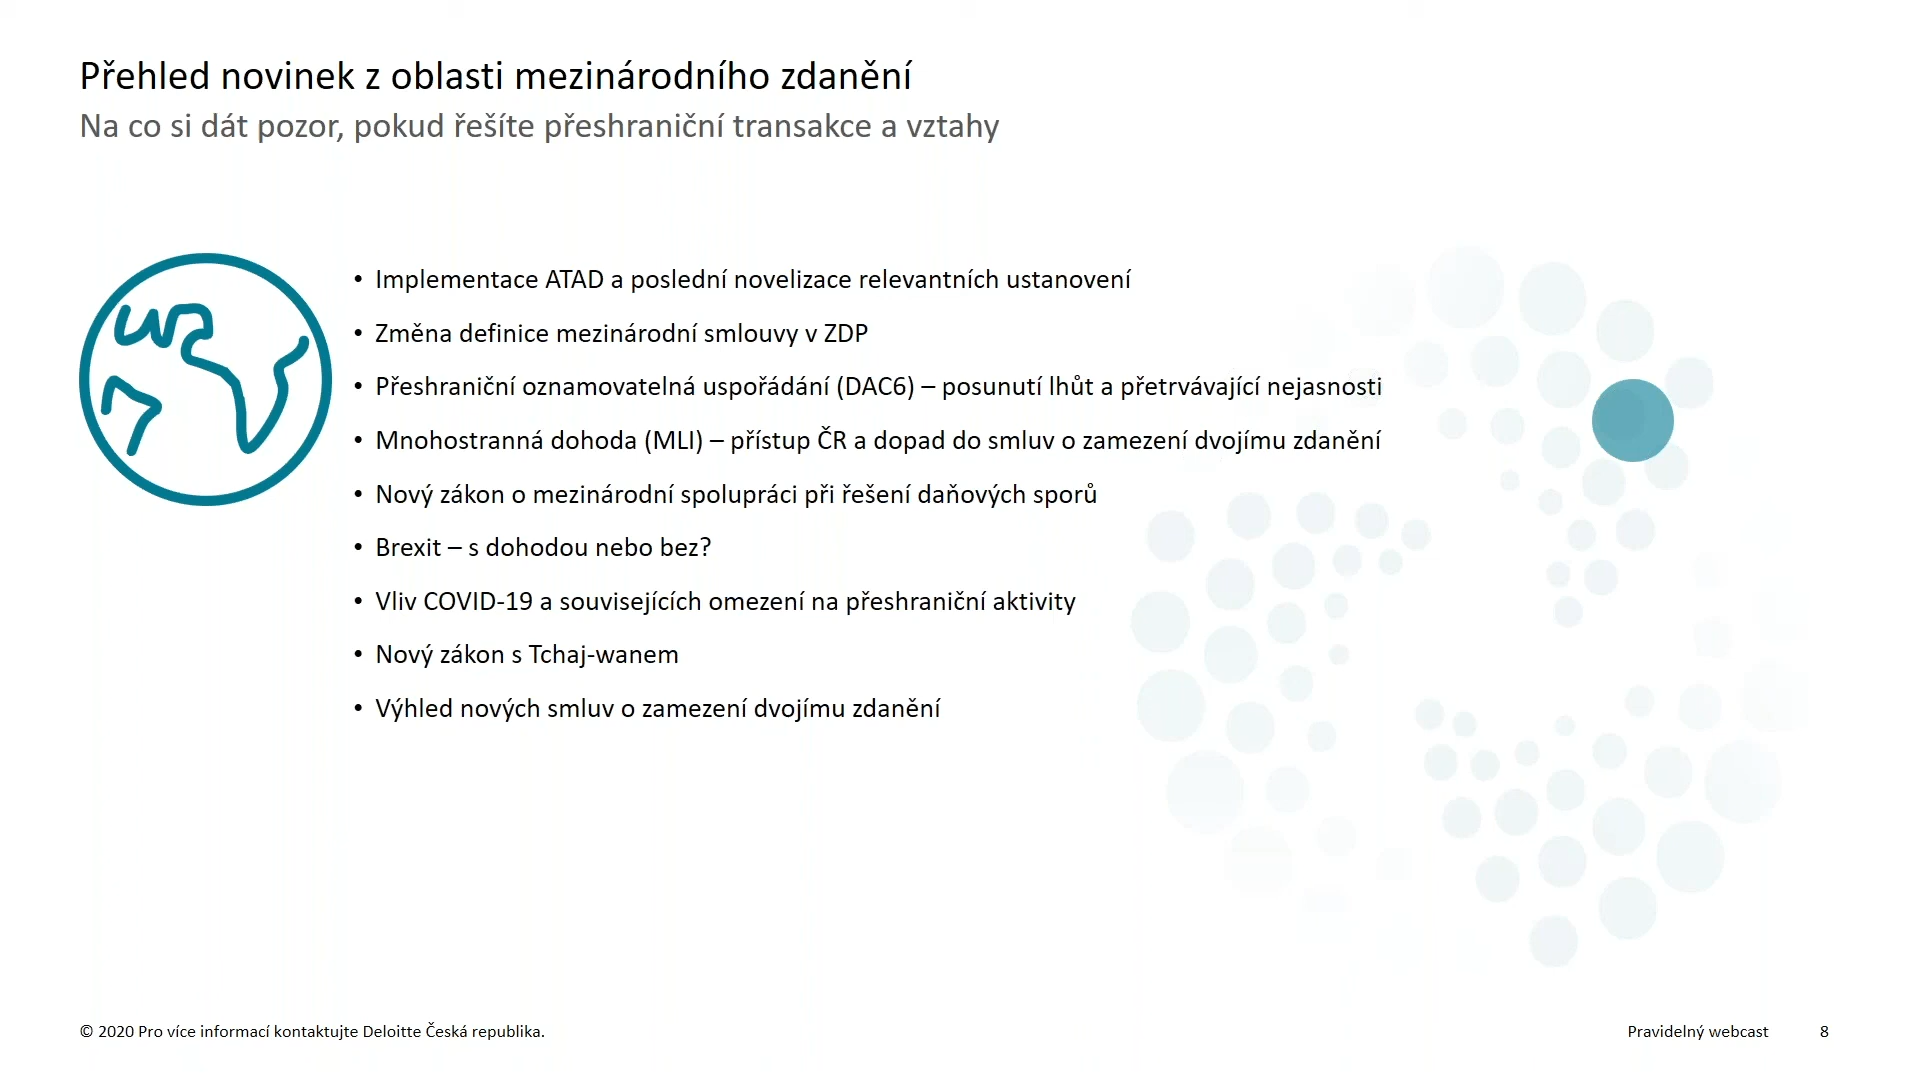 Přehled novinek z oblasti mezinárodního zdanění
Na co si dát pozor, pokud řešíte přeshraniční transakce a vztahy
• Implementace ATAD a poslední novelizace relevantních ustanovení
• Změna definice mezinárodní smlouvy v ZDP
• Přeshraniční oznamovatelná uspořádání (DAC6) – posunutí lhůt a přetrvávající nejasnosti
• Mnohostranná dohoda (MLI) – přístup ČR a dopad do smluv o zamezení dvojímu zdanění
• Nový zákon o mezinárodní spolupráci při řešení daňových sporů
• Brexit – s dohodou nebo bez?
• Vliv COVID-19 a souvisejících omezení na přeshraniční aktivity
• Nový zákon s Tchaj-wanem
• Výhled nových smluv o zamezení dvojímu zdanění
© 2020 Pro více informací kontaktujte Deloitte Česká republika.
Pravidelný webcast 8